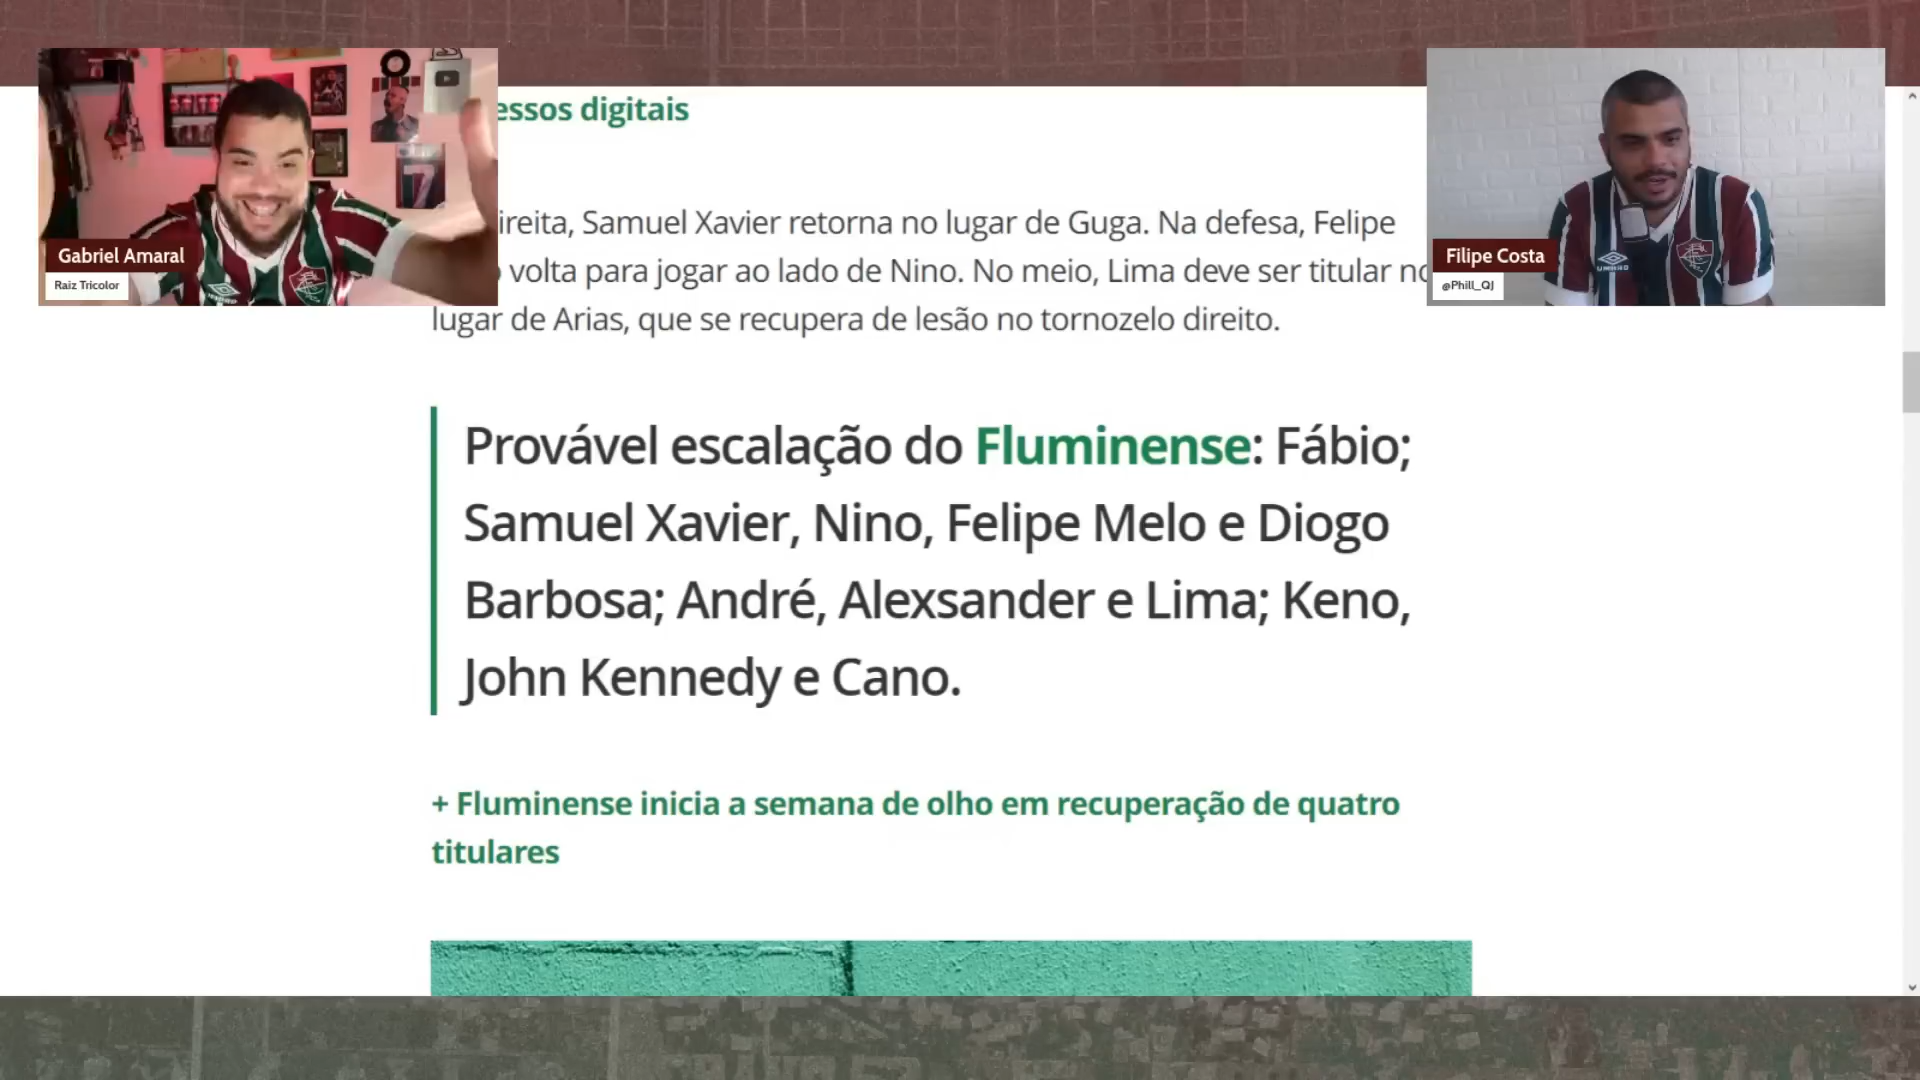 essos digitais
ireita, Samuel Xavier retorna no lugar de Guga. Na defesa, Felipe
volta para jogar ao lado de Nino. No meio, Lima deve ser titular no
lugar de Arias, que se recupera de lesão no tornozelo direito.
Provável escalação do Fluminense: Fábio;
Samuel Xavier, Nino, Felipe Melo e Diogo
Barbosa; André, Alexsander e Lima; Keno,
John Kennedy e Cano.
+ Fluminense inicia a semana de olho em recuperação de quatro
titulares
Gabriel Amaral
Raiz Tricolor
Filipe Costa
@Phill_QJ
UMBRO
7